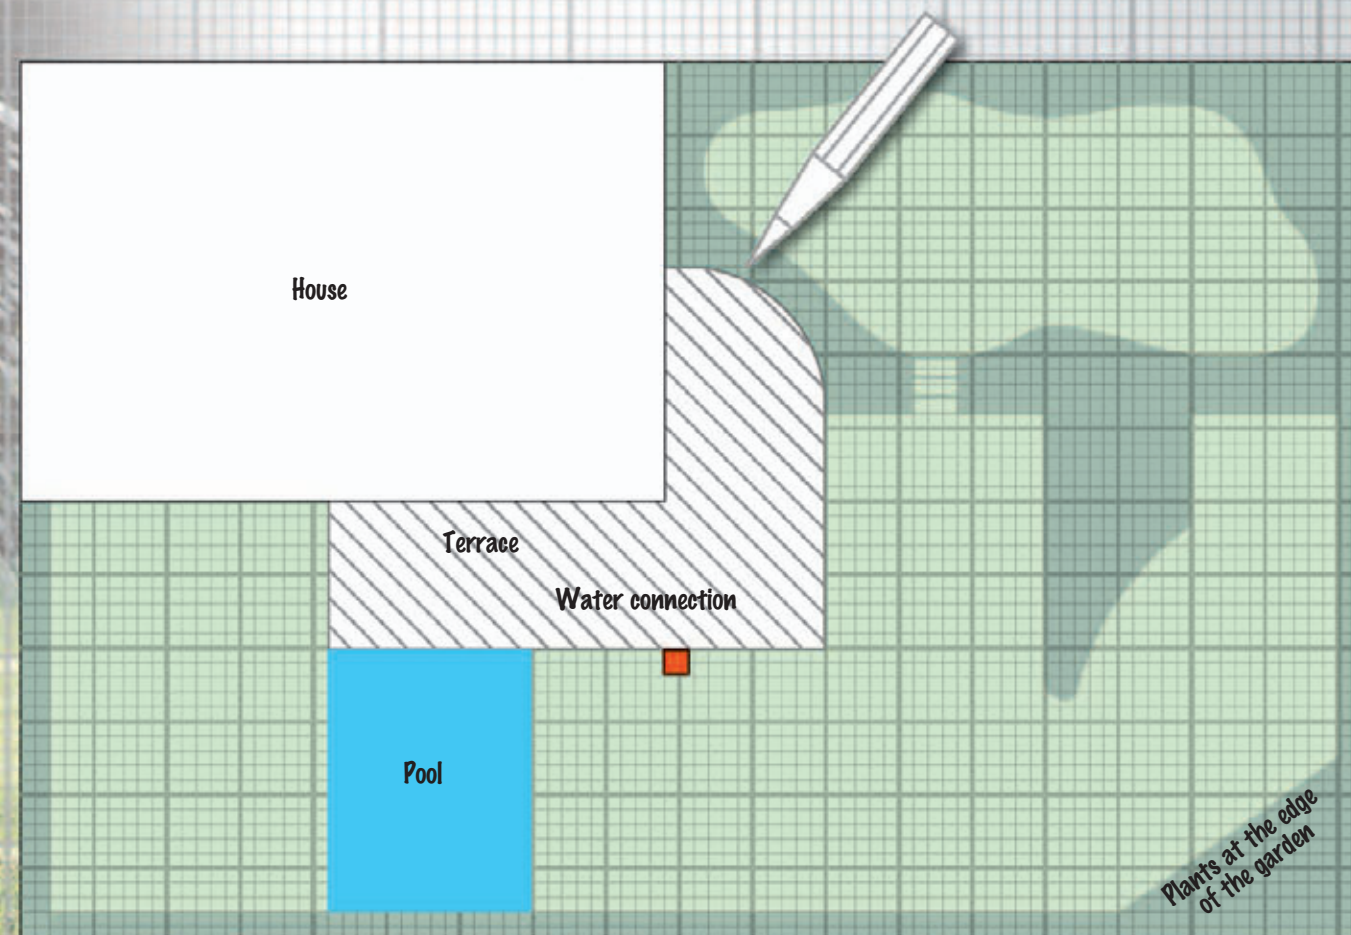 House
Terrace
Water connection
Pool
Plants at the edge
of the garden